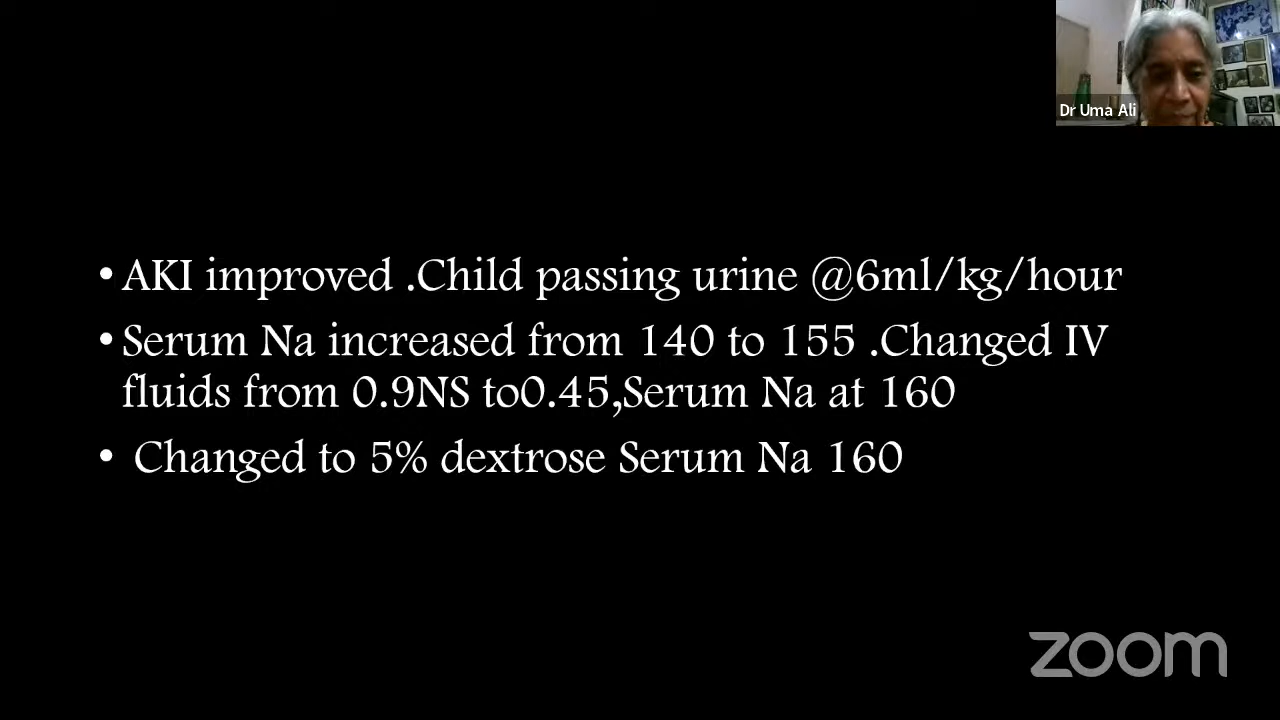 Dr Uma Ali
• AKI improved .Child passing urine @6ml/kg/hour
• Serum Na increased from 140 to 155 .Changed IV
fluids from 0.9NS to0.45,Serum Na at 160
• Changed to 5% dextrose Serum Na 160
zoom